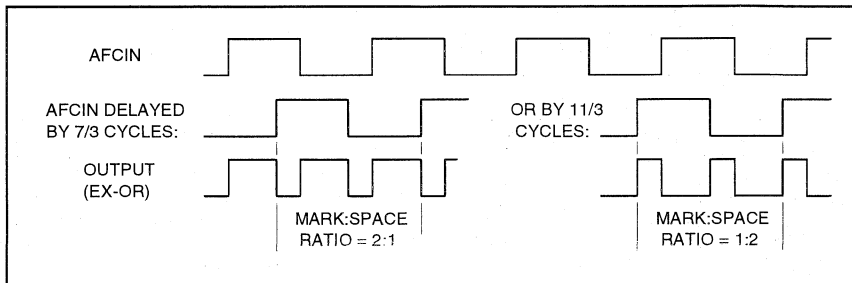 AFCIN
AFCIN DELAYED
BY 7/3 CYCLES:
OR BY 11/3
CYCLES:
OUTPUT
(EX-OR)
MARK:SPACE
RATIO = 2:1
MARK:SPACE
RATIO = 1:2